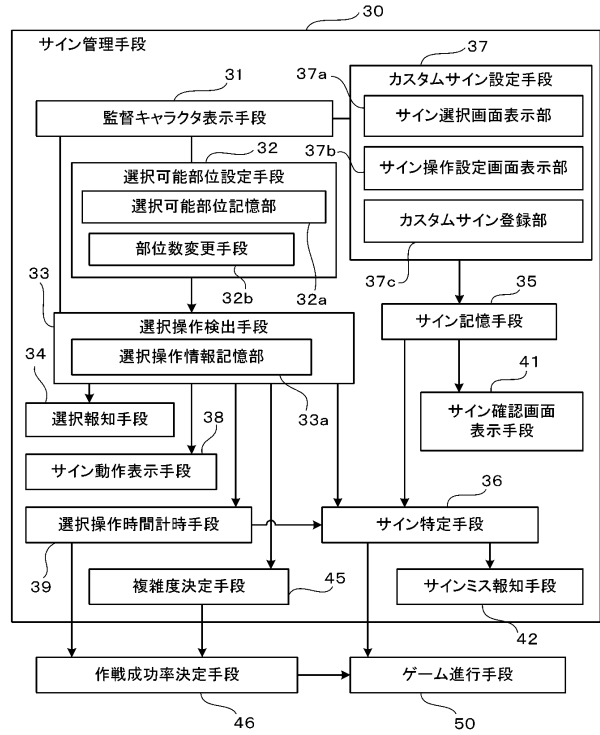 30
サイン管理手段
31
監督キャラクタ表示手段
32
選択可能部位設定手段
選択可能部位記憶部
32a
部位数変更手段
32b
37
カスタムサイン設定手段
37a
サイン選択画面表示部
37b
サイン操作設定画面表示部
カスタムサイン登録部
37c
33
選択操作検出手段
選択操作情報記憶部
33a
35
サイン記憶手段
34
選択報知手段
41
サイン確認画面
表示手段
38
サイン動作表示手段
36
選択操作時間計時手段
39
サイン特定手段
複雑度決定手段
45
サインミス報知手段
42
作戦成功率決定手段
46
ゲーム進行手段
50